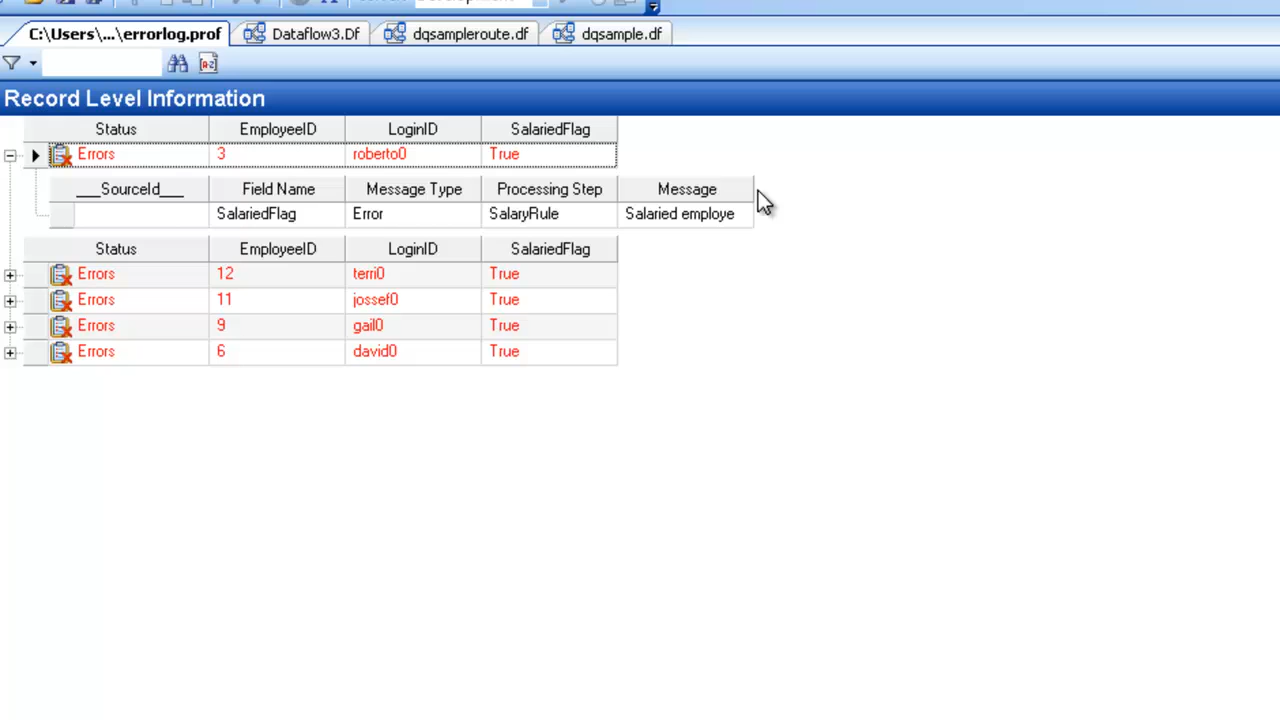 C:\Users\...\errorlog.prof Dataflow3.Df dqsampleroute.df dqsample.df
Record Level Information
Status EmployeeID LoginID SalariedFlag
Errors 3 roberto0 True
___SourceId___ Field Name Message Type Processing Step Message
SalariedFlag Error SalaryRule Salaried employe
Status EmployeeID LoginID SalariedFlag
Errors 12 terri0 True
Errors 11 jossef0 True
Errors 9 gail0 True
Errors 6 david0 True